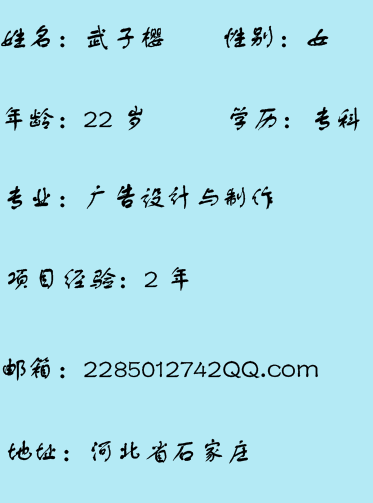 姓名：武子樱 性别：女
年龄：22 岁 学历：专科
专业：广告设计与制作
项目经验：2 年
邮箱：2285012742QQ.com
地址：河北省石家庄